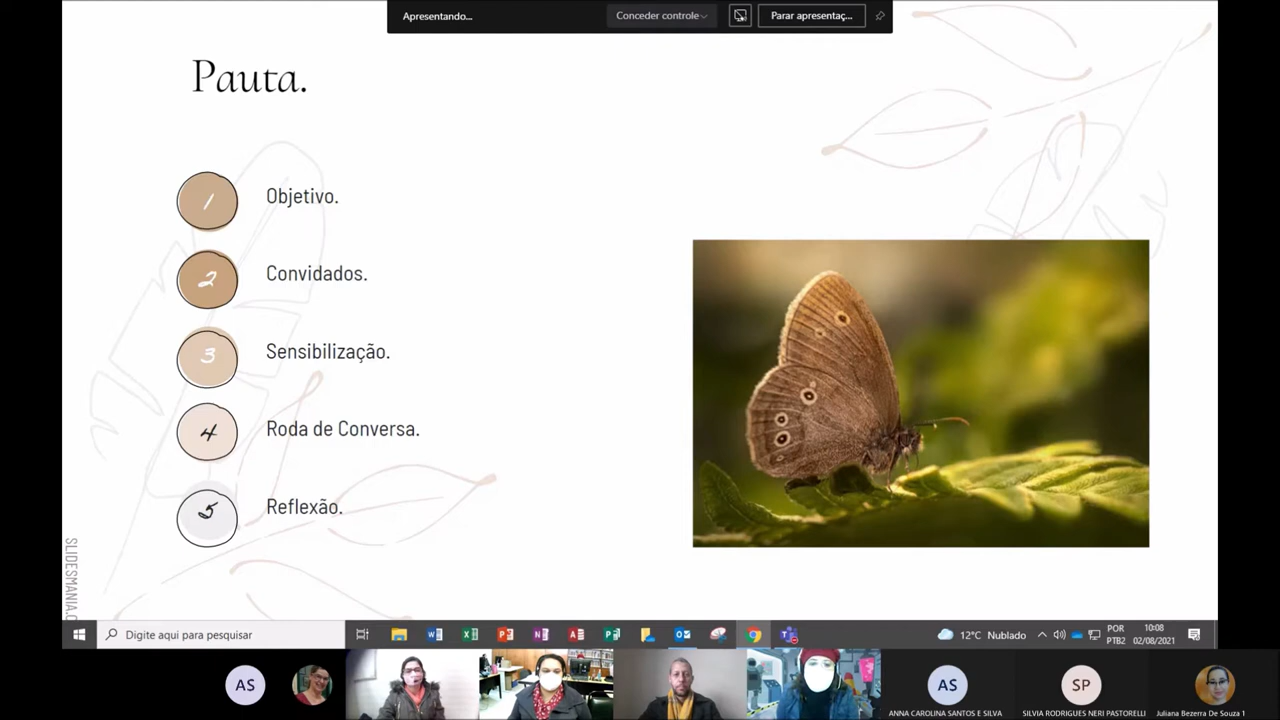 Apresentando...
Conceder controle
Parar apresentaç...
Pauta.
1
Objetivo.
2
Convidados.
3
Sensibilização.
4
Roda de Conversa.
5
Reflexão.
SLIDESMANIA.C
Digite aqui para pesquisar
12°C Nublado
POR
PTB2
10:08
02/08/2021
AS
AS
SP
ANNA CAROLINA SANTOS E SILVA
SILVIA RODRIGUES NERI PASTORELLI
Juliana Bezerra De Souza 1